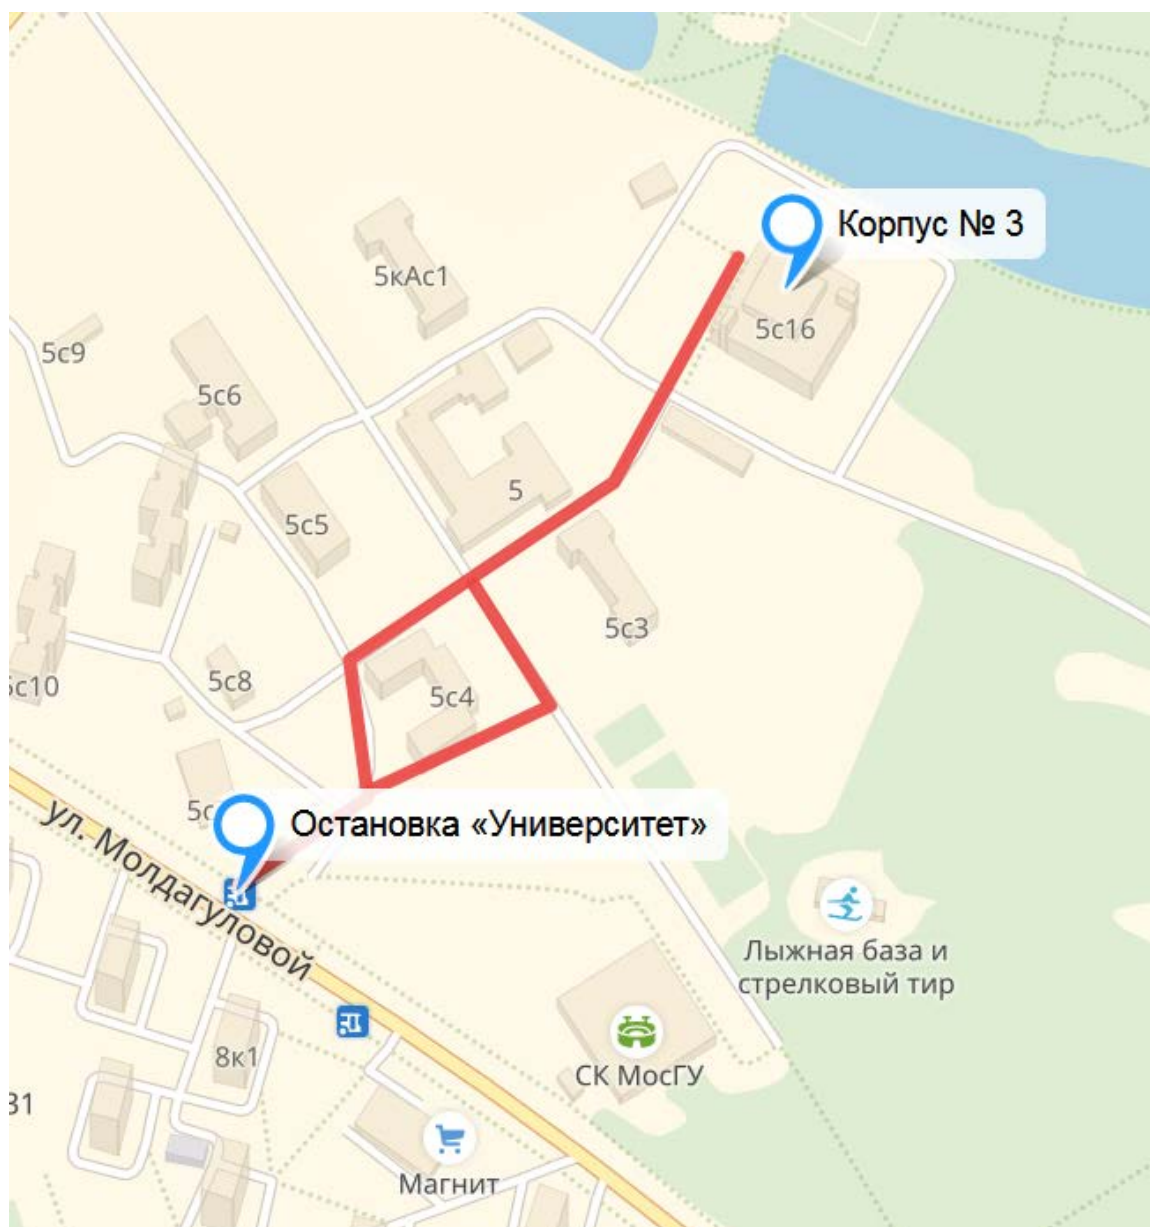 Корпус № 3
5кАс1
5с16
5с9
5с6
5
5с5
5с3
5с8
5с10
5с4
Остановка «Университет»
ул. Молдагуловой
Лыжная база и
стрелковый тир
8к1
СК МосГУ
31
Магнит